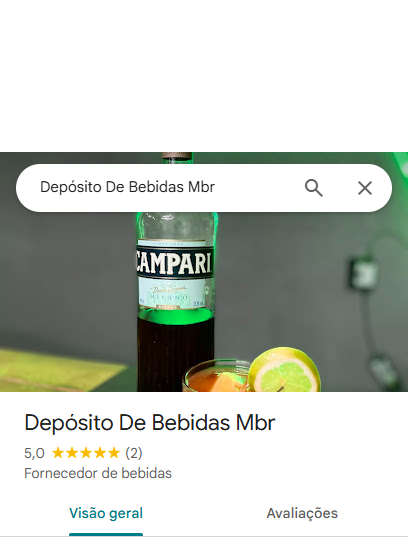 Depósito De Bebidas Mbr
CAMPARI
MILANO
Depósito De Bebidas Mbr
5,0 (2)
Fornecedor de bebidas
Visão geral
Avaliações